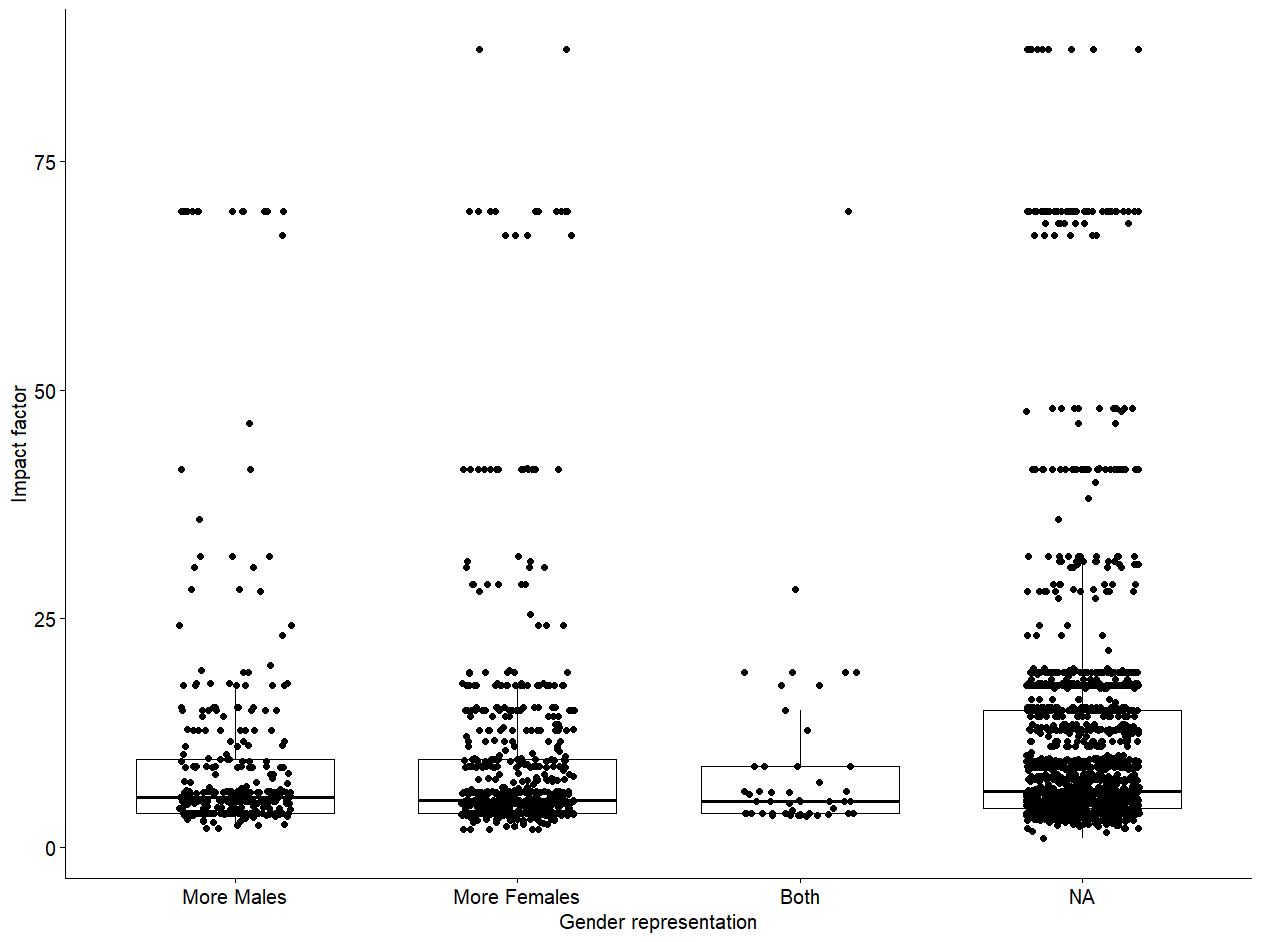 75
50
25
0
Impact factor
More Males
More Females
Both
NA
Gender representation